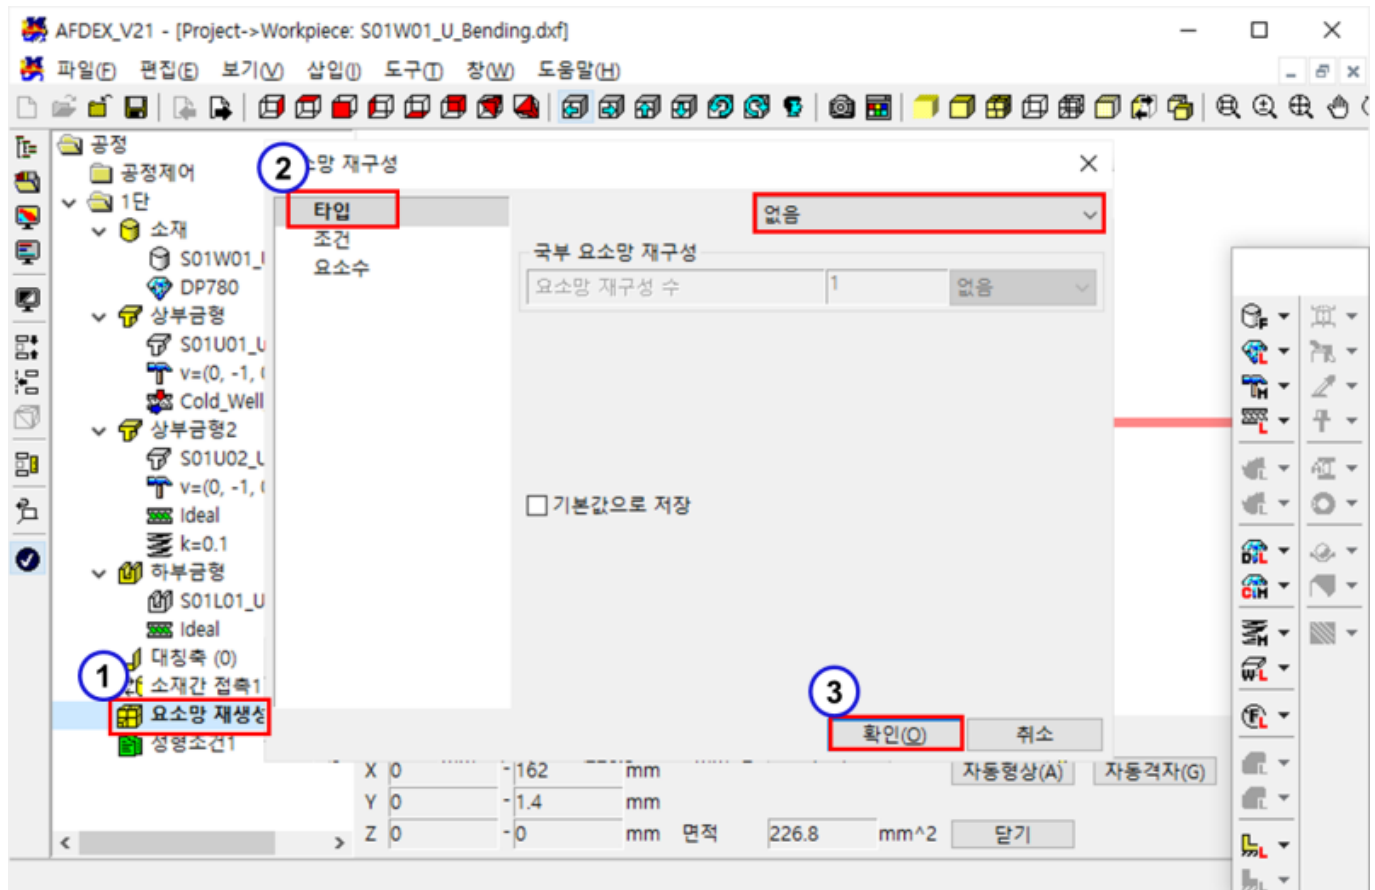 AFDEX_V21 - [Project->Workpiece: S01W01_U_Bending.dxf]
파일(F) 편집(E) 보기(V) 삽입(I) 도구(T) 창(W) 도움말(H)
공정
공정제어
1단
소재
S01W01_
DP780
상부금형
S01U01_
v=(0, -1,
Cold_Well
상부금형2
S01U02_
v=(0, -1,
Ideal
k=0.1
하부금형
S01L01_U
Ideal
대칭축 (0)
소재간 접촉1
요소망 재생성
성형조건1
1
2
망 재구성
타입
조건
요소수
없음
국부 요소망 재구성
요소망 재구성 수 1 없음
기본값으로 저장
3
확인(O) 취소
X 0 - 162 mm 자동형상(A) 자동격자(G)
Y 0 - 1.4 mm
Z 0 - 0 mm 면적 226.8 mm^2 닫기